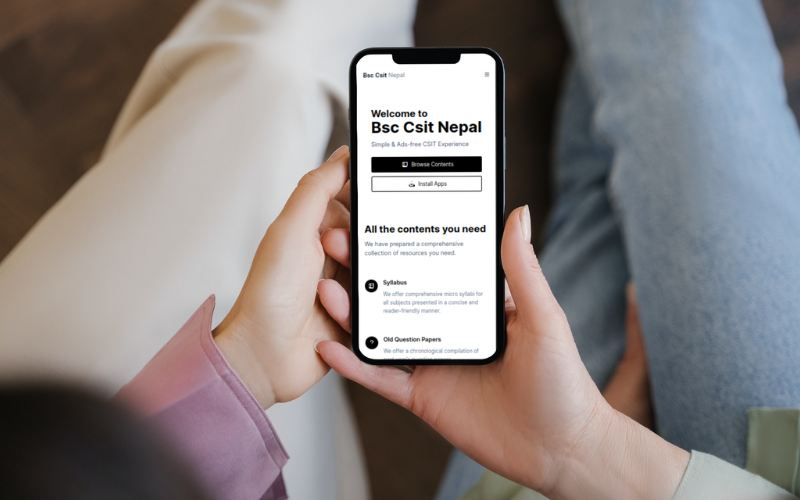 Bsc Csit Nepal
Welcome to
Bsc Csit Nepal
Simple & Ads-free CSIT Experience
Browse Contents
Install Apps
All the contents you need
We have prepared a comprehensive
collection of resources you need.
Syllabus
We offer comprehensive micro syllabi for
all subjects presented in a concise and
reader-friendly manner.
Old Question Papers
We offer a chronological compilation of